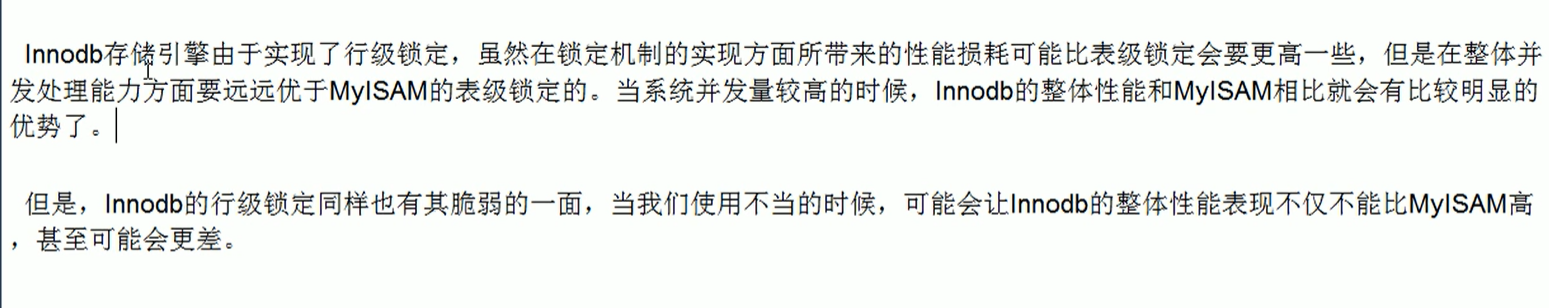 Innodb存储引擎由于实现了行级锁定，虽然在锁定机制的实现方面所带来的性能损耗可能比表级锁定会要更高一些，但是在整体并
发处理能力方面要远远优于MyISAM的表级锁定的。当系统并发量较高的时候，Innodb的整体性能和MyISAM相比就会有比较明显的
优势了。
但是，Innodb的行级锁定同样也有其脆弱的一面，当我们使用不当的时候，可能会让Innodb的整体性能表现不仅不能比MyISAM高
，甚至可能会更差。